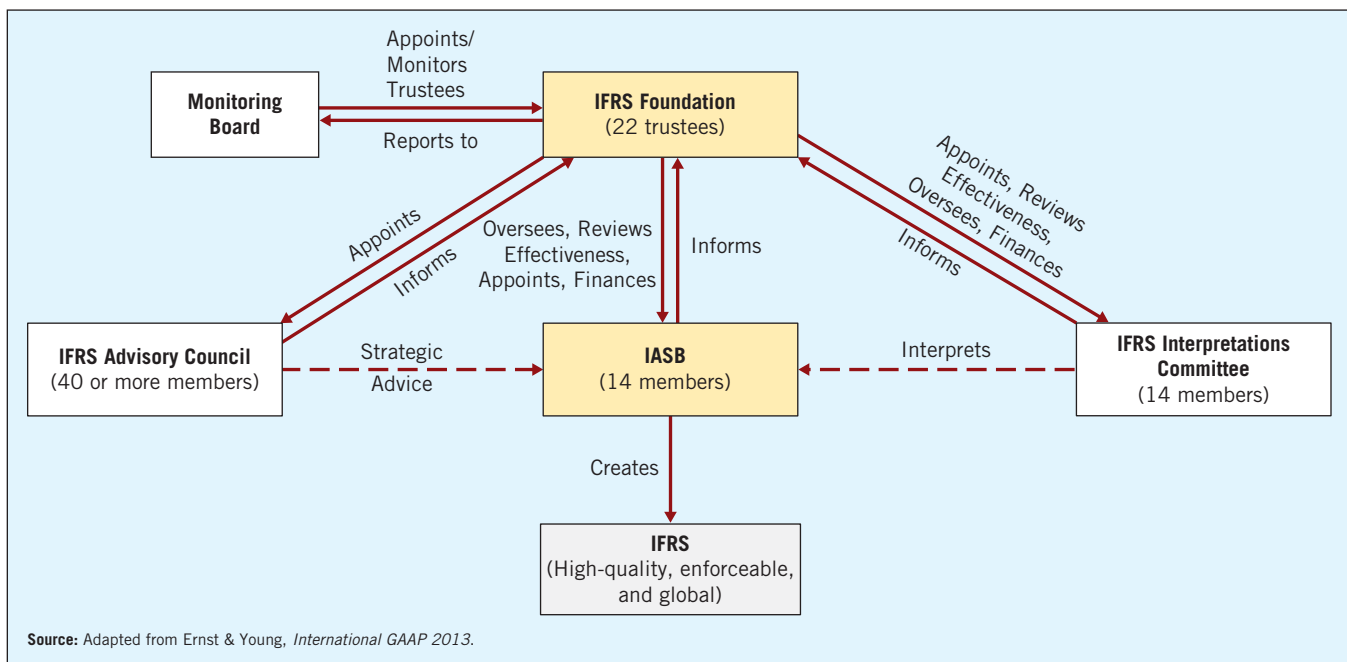 Appoints/
Monitors
Trustees
Monitoring
Board
IFRS Foundation
(22 trustees)
Reports to
Appoints
Informs
Oversees, Reviews
Effectiveness,
Appoints, Finances
Informs
Appoints, Reviews
Effectiveness,
Oversees, Finances
Informs
IFRS Advisory Council
(40 or more members)
Strategic
Advice
IASB
(14 members)
Interprets
IFRS Interpretations
Committee
(14 members)
Creates
IFRS
(High-quality, enforceable,
and global)
Source: Adapted from Ernst & Young, International GAAP 2013.